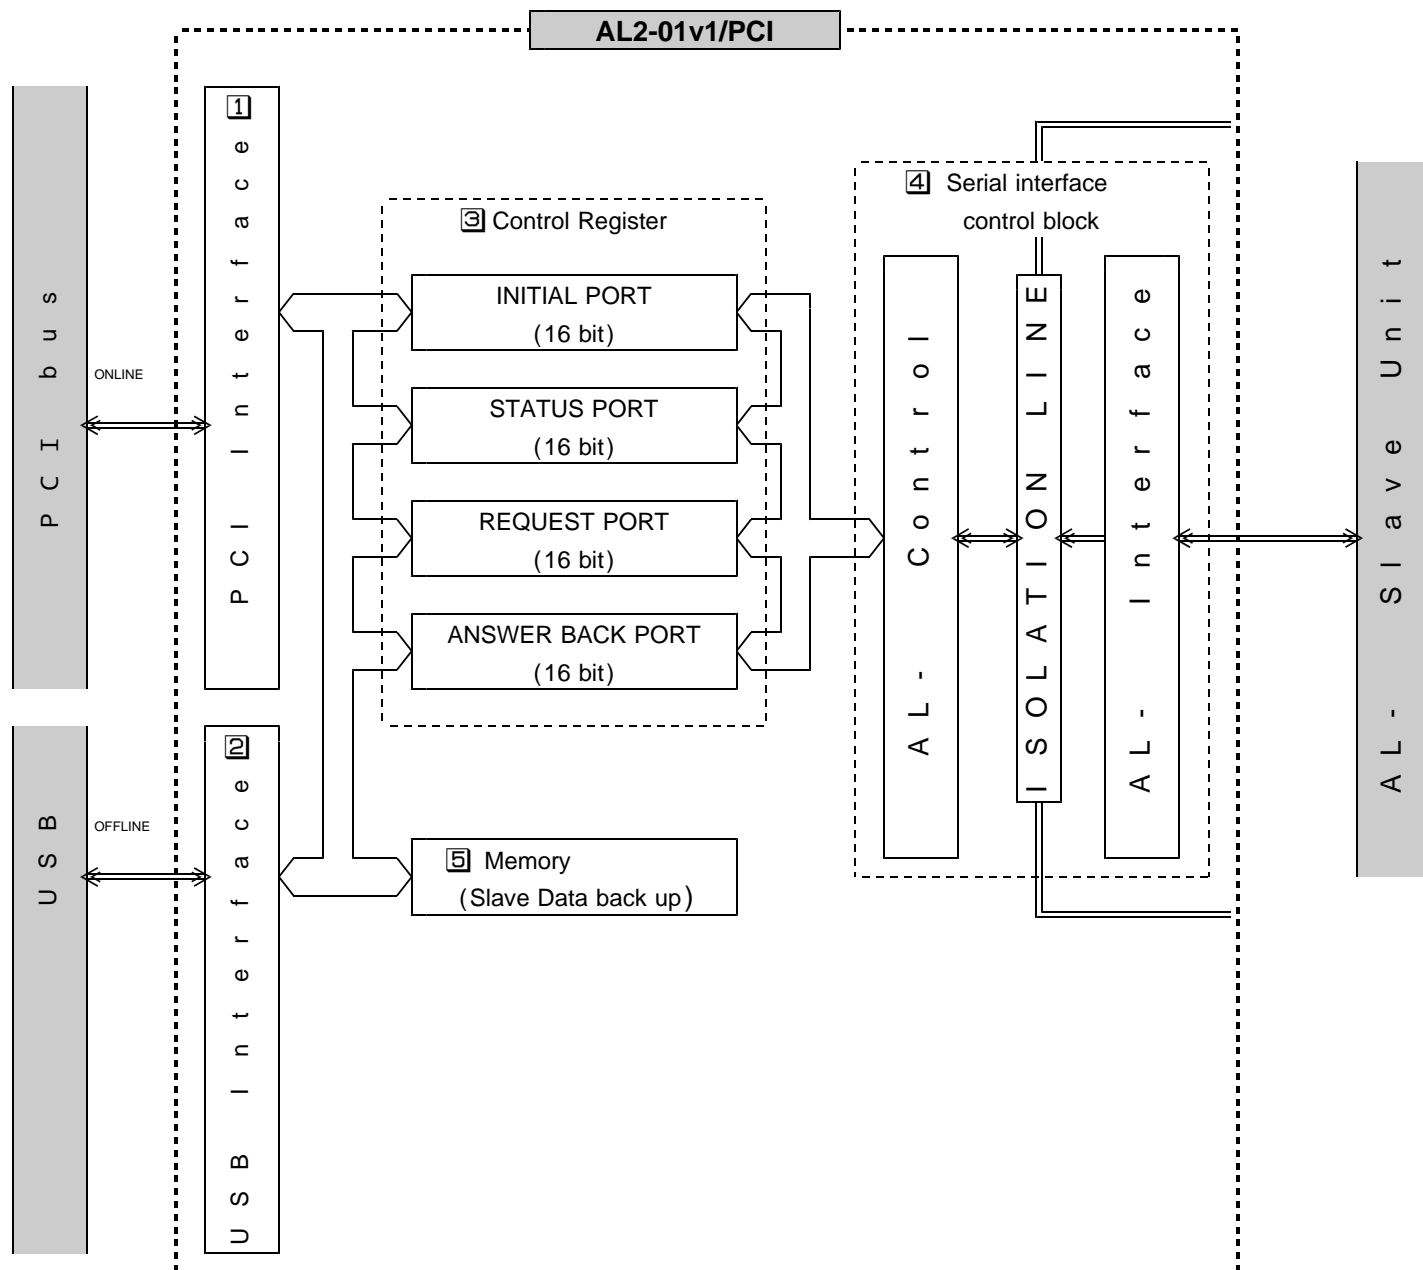 AL2-01v1/PCI
PCI bus
ONLINE
1
PCI Interface
3 Control Register
INITIAL PORT
(16 bit)
STATUS PORT
(16 bit)
REQUEST PORT
(16 bit)
ANSWER BACK PORT
(16 bit)
4 Serial interface
control block
AL- Control
ISOLATION LINE
AL- Interface
AL- Slave Unit
USB
OFFLINE
2
USB Interface
5 Memory
(Slave Data back up)